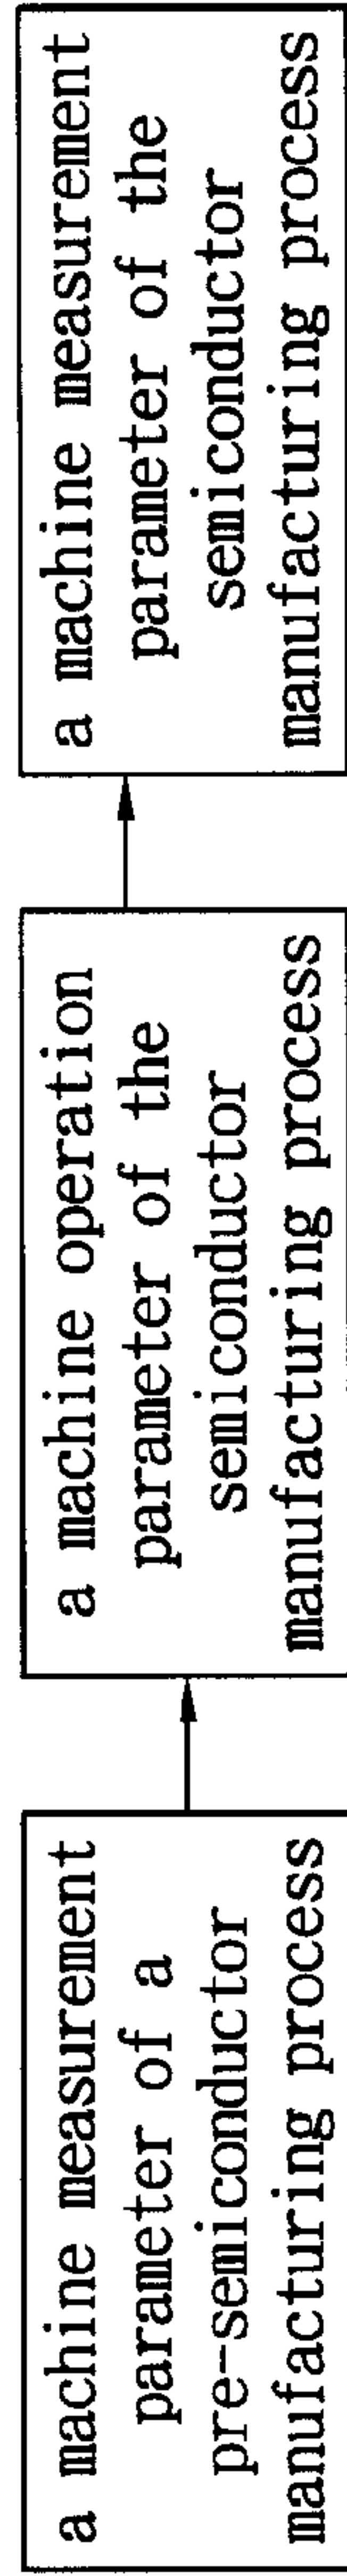 a machine measurement
parameter of a
pre-semiconductor
manufacturing process
a machine operation
parameter of the
semiconductor
manufacturing process
a machine measurement
parameter of the
semiconductor
manufacturing process